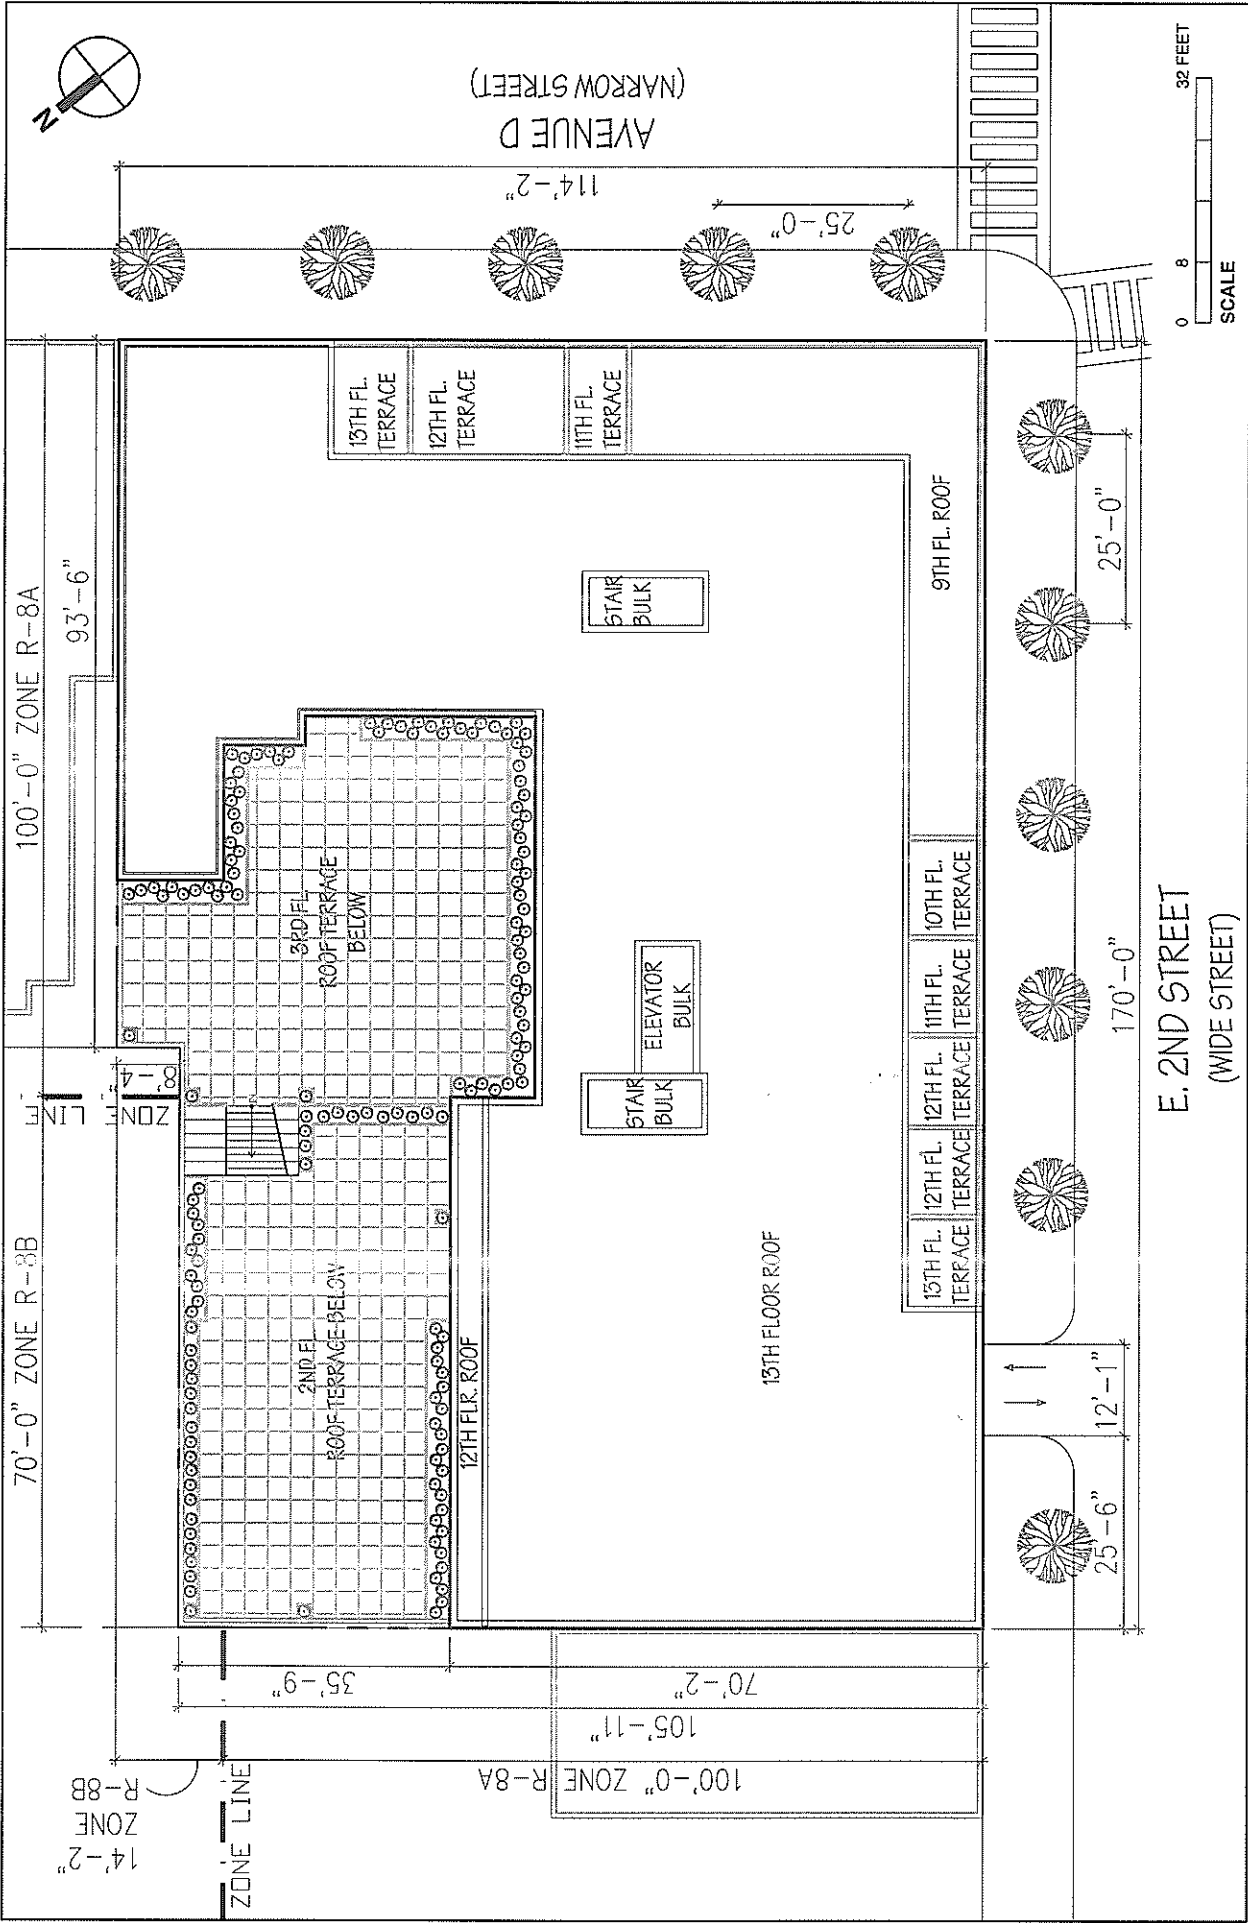 70'-0" ZONE R-8B
100'-0" ZONE R-8A
93'-6"
N
ZONE LINE
ZONE LINE
8'-4"
14'-2"
ZONE
R-8B
ZONE LINE
100'-0" ZONE R-8A
105'-11"
35'-9"
70'-2"
2ND FL
ROOF TERRACE BELOW
3RD FL
ROOF TERRACE
BELOW
12TH FLR. ROOF
13TH FL.
TERRACE
12TH FL.
TERRACE
11TH FL.
TERRACE
STAIR
BULK
ELEVATOR
BULK
STAIR
BULK
13TH FLOOR ROOF
9TH FL. ROOF
13TH FL.
TERRACE
12TH FL.
TERRACE
12TH FL.
TERRACE
11TH FL.
TERRACE
10TH FL.
TERRACE
AVENUE D
(NARROW STREET)
114'-2"
25'-0"
25'-6"
12'-1"
25'-0"
170'-0"
E. 2ND STREET
(WIDE STREET)
0 8 32 FEET
SCALE